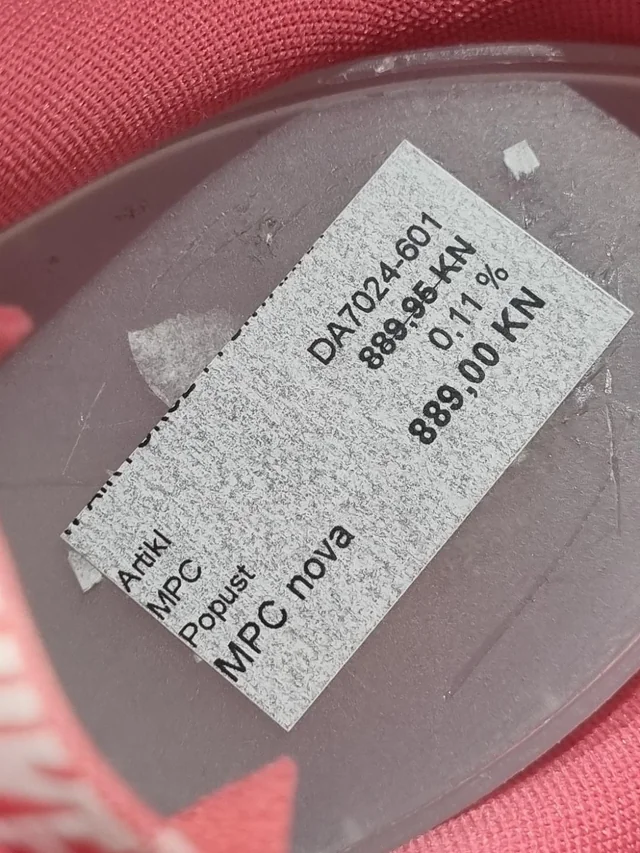 Artikl DA7024-601
MPC 889,95 KN
Popust 0.11 %
MPC nova 889,00 KN